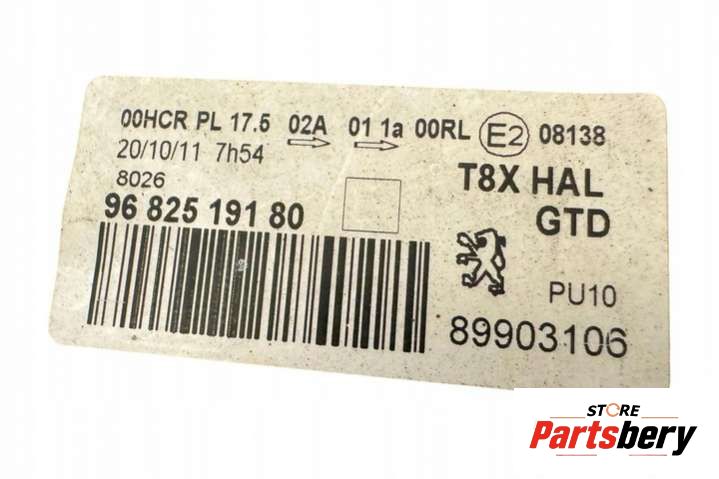 00HCR PL 17.5 02A 01 1a 00RL E2 08138
20/10/11 7h54
8026
T8X HAL
96 825 191 80
GTD
PU10
89903106
STORE
Partsbery